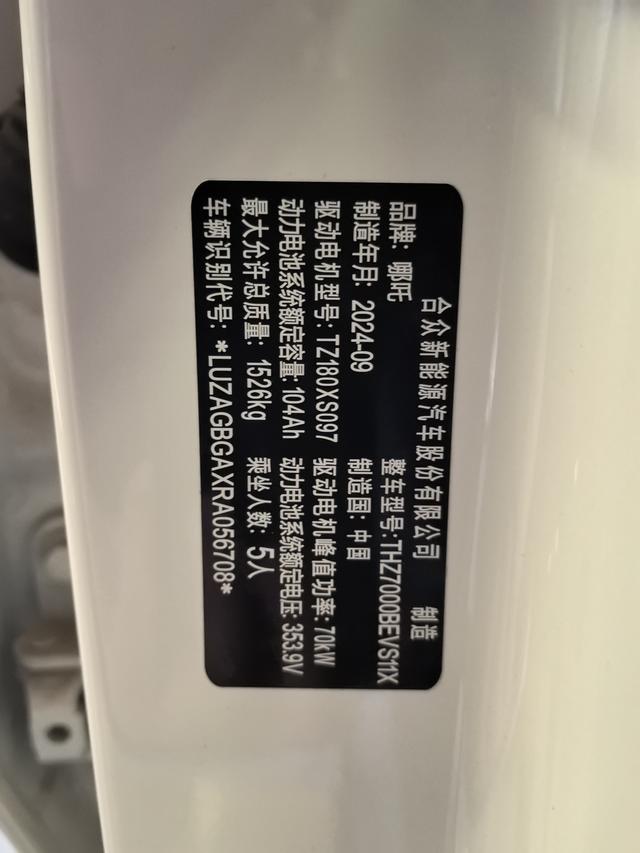 合众新能源汽车股份有限公司 制造
品牌: 哪吒 整车型号: THZ7000BEVS11X
制造年月: 2024-09 制造国: 中国
驱动电机型号: TZ180XS097 驱动电机峰值功率: 70kW
动力电池系统额定容量: 104Ah 动力电池系统额定电压: 353.9V
最大允许总质量: 1526kg 乘坐人数: 5人
车辆识别代号: *LUZAGBGAXRA056708*